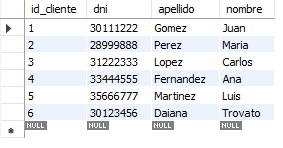 id_cliente dni apellido nombre
1 30111222 Gomez Juan
2 28999888 Perez Maria
3 31222333 Lopez Carlos
4 33444555 Fernandez Ana
5 35666777 Martinez Luis
6 30123456 Daiana Trovato
NULL NULL NULL NULL